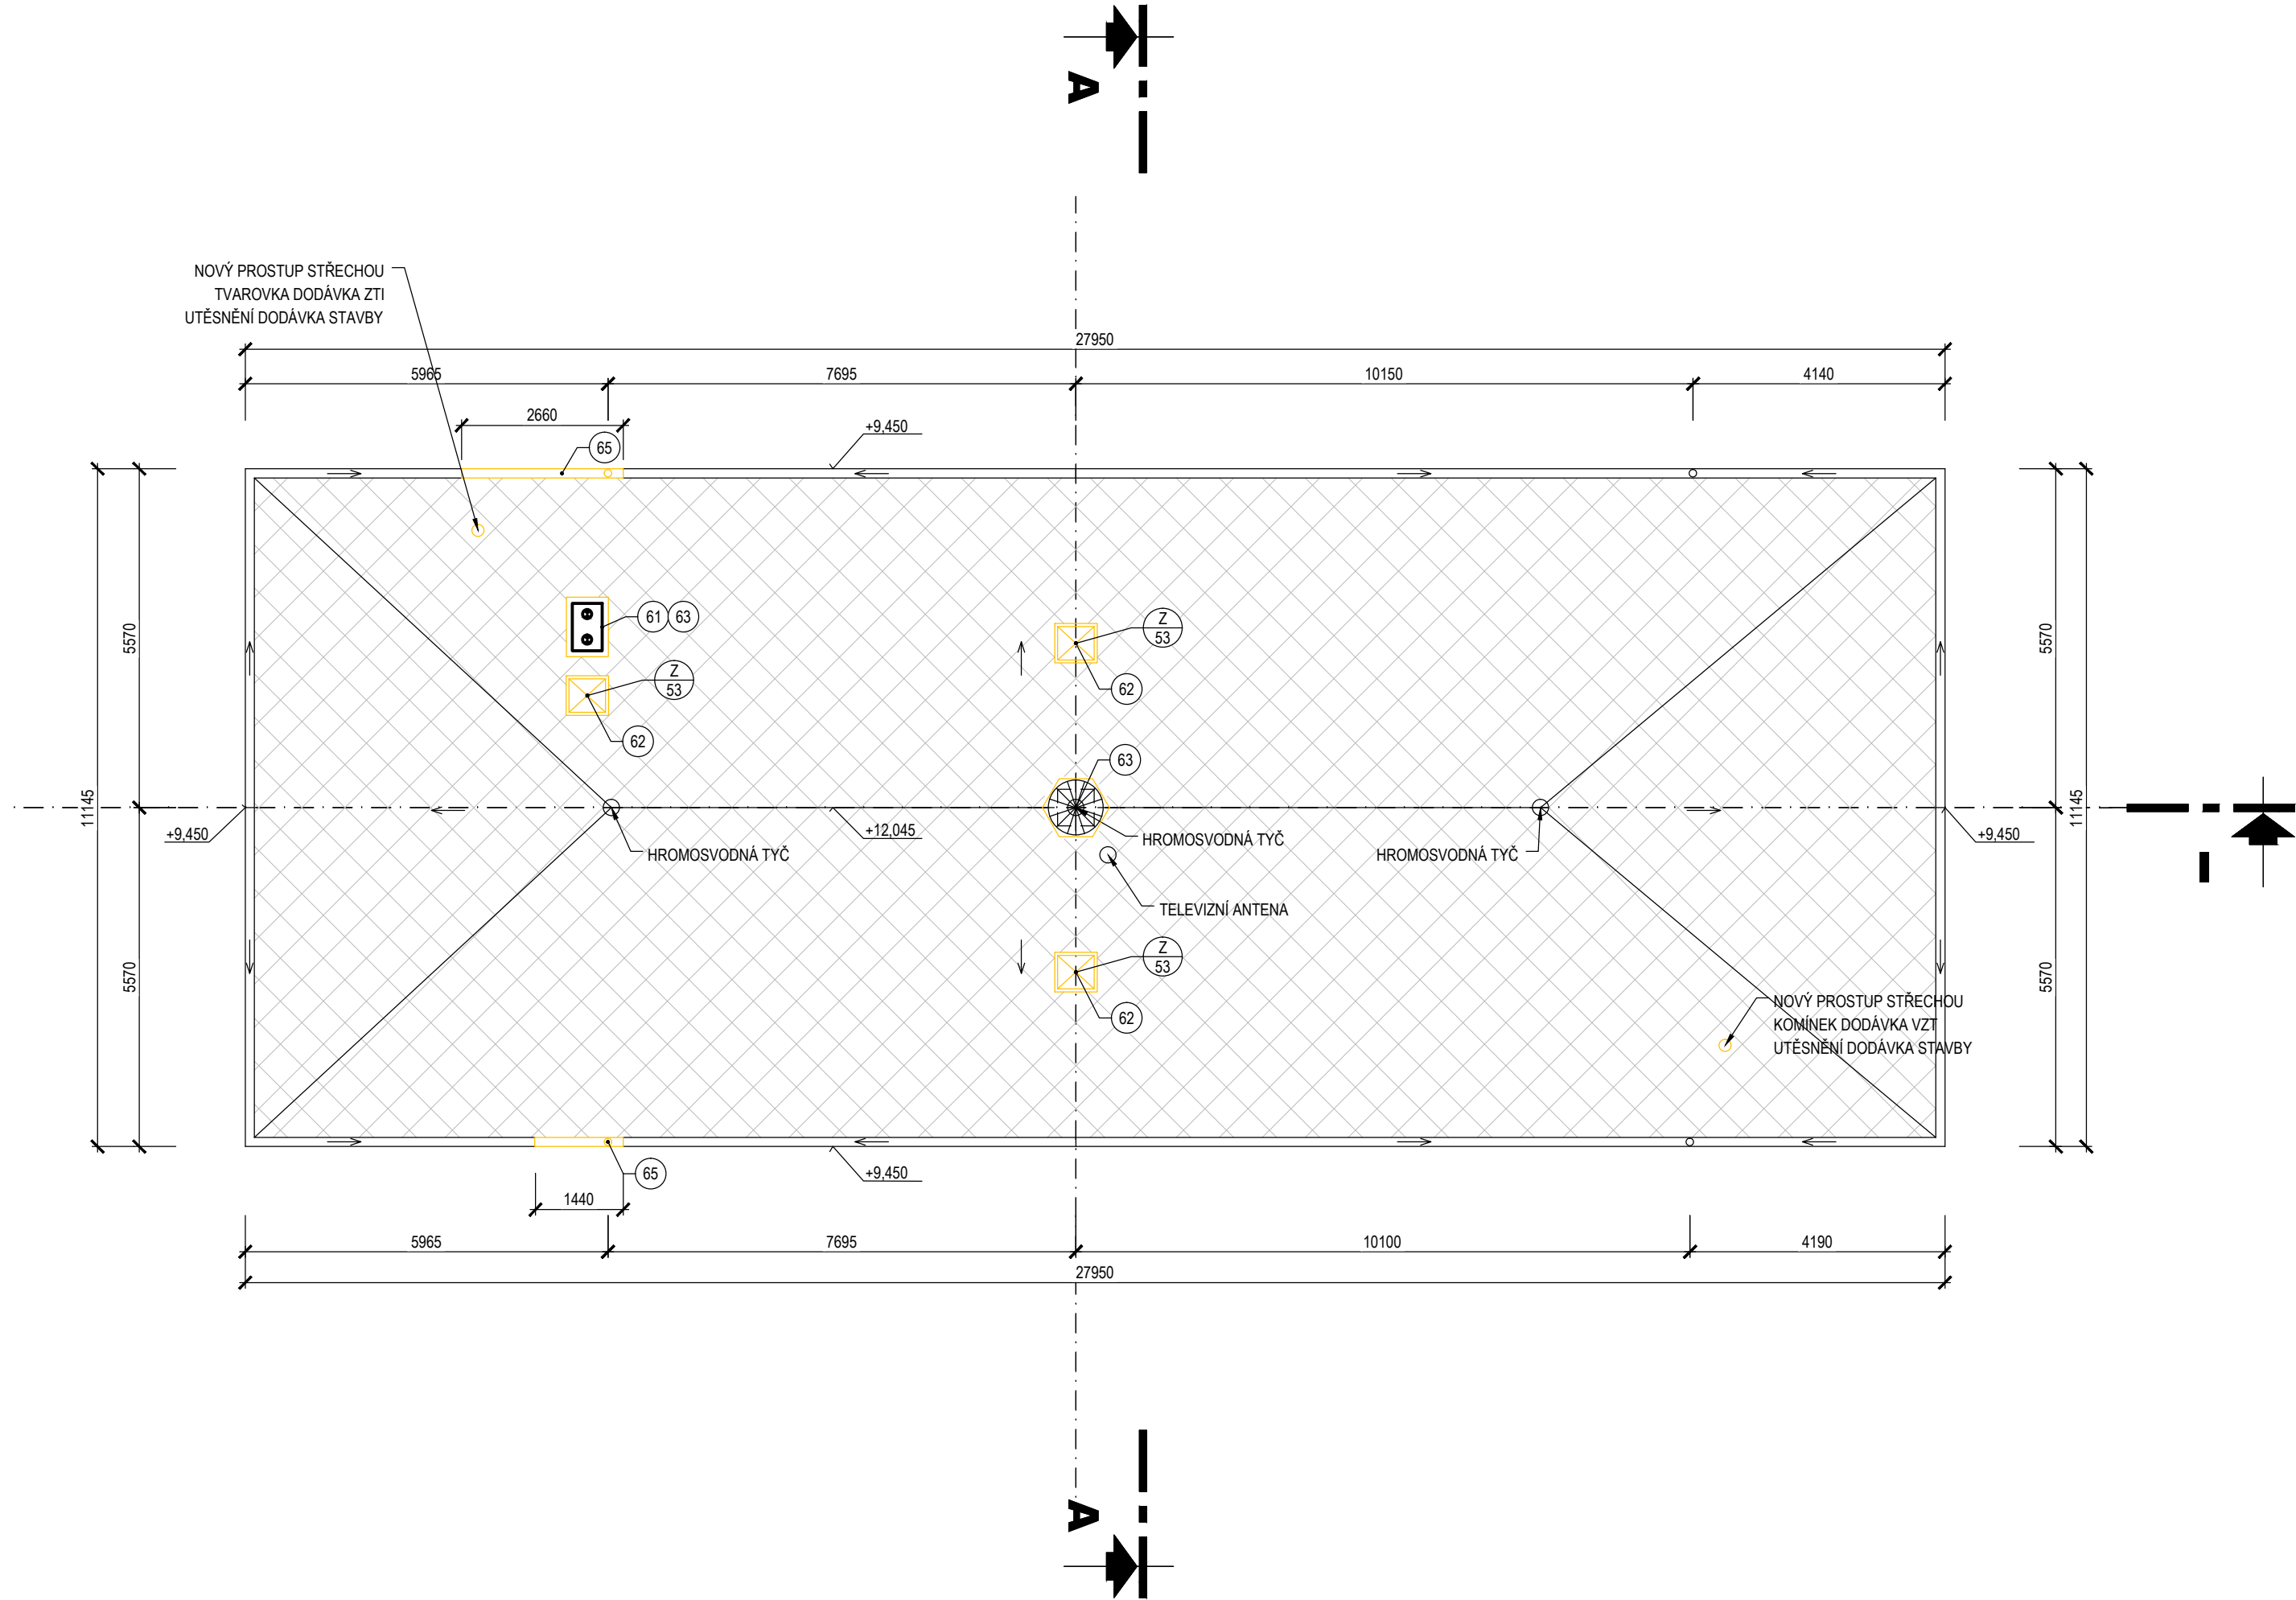 A
NOVÝ PROSTUP STŘECHOU
TVAROVKA DODÁVKA ZTI
UTĚSNĚNÍ DODÁVKA STAVBY
27950
5965
7695
10150
4140
2660
+9,450
65
61
63
Z
53
Z
53
62
62
5570
5570
63
11145
11145
+9,450
+12,045
+9,450
HROMOSVODNÁ TYČ
HROMOSVODNÁ TYČ
HROMOSVODNÁ TYČ
TELEVIZNÍ ANTENA
Z
53
62
5570
5570
NOVÝ PROSTUP STŘECHOU
KOMÍNEK DODÁVKA VZT
UTĚSNĚNÍ DODÁVKA STAVBY
65
+9,450
1440
5965
7695
10100
4190
27950
A